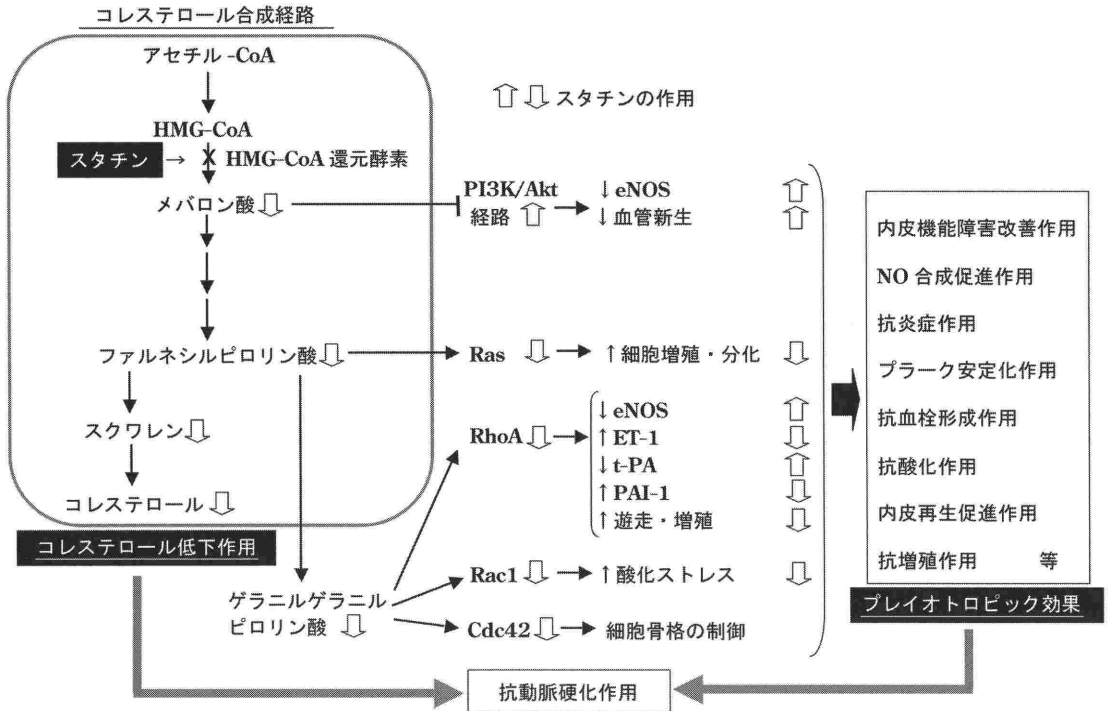 コレステロール合成経路
アセチル-CoA
HMG-CoA
スタチン → HMG-CoA 還元酵素
メバロン酸
ファルネシルピロリン酸
スクワレン
コレステロール
コレステロール低下作用
ゲラニルゲラニル
ピロリン酸
⇧⇩スタチンの作用
PI3K/Akt
経路 ⇧
↓eNOS ⇧
↓血管新生 ⇧
Ras ⇩ → ↑細胞増殖・分化 ⇩
RhoA ⇩
↓eNOS ⇧
↑ET-1 ⇩
↓t-PA ⇧
↑PAI-1 ⇩
↑遊走・増殖 ⇩
Rac1 ⇩ → ↑酸化ストレス ⇩
Cdc42 ⇩ → 細胞骨格の制御
内皮機能障害改善作用
NO 合成促進作用
抗炎症作用
プラーク安定化作用
抗血栓形成作用
抗酸化作用
内皮再生促進作用
抗増殖作用 等
プレイオトロピック効果
抗動脈硬化作用